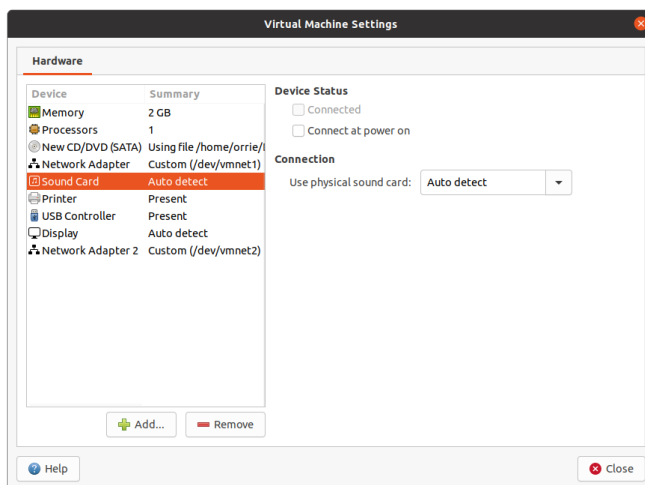 Virtual Machine Settings
Hardware
Device Summary
Memory 2 GB
Processors 1
New CD/DVD (SATA) Using file /home/orrie/
Network Adapter Custom (/dev/vmnet1)
Sound Card Auto detect
Printer Present
USB Controller Present
Display Auto detect
Network Adapter 2 Custom (/dev/vmnet2)
Add... Remove
Device Status
Connected
Connect at power on
Connection
Use physical sound card: Auto detect
Help Close